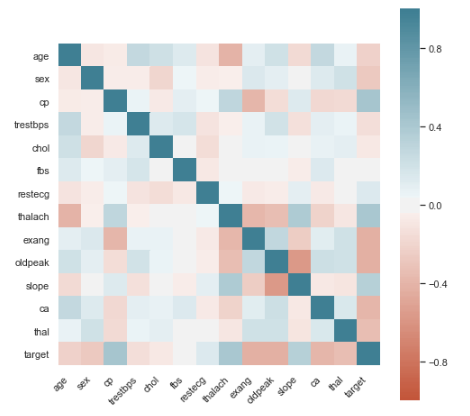 age
sex
cp
trestbps
chol
fbs
restecg
thalach
exang
oldpeak
slope
ca
thal
target
age
sex
cp
trestbps
chol
fbs
restecg
thalach
exang
oldpeak
slope
ca
thal
target
0.8
0.4
0.0
−0.4
−0.8